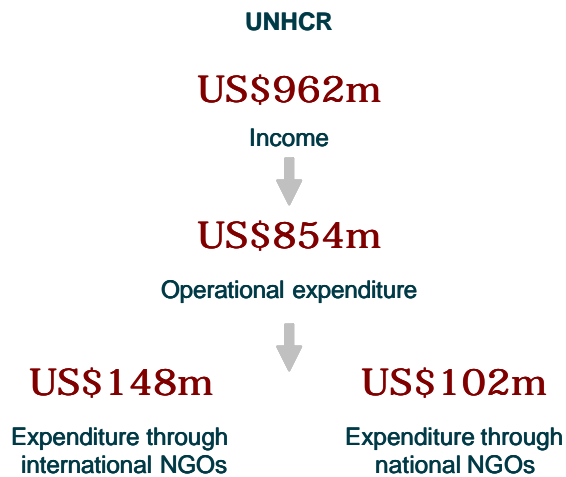 UNHCR
US$962m
Income
US$854m
Operational expenditure
US$148m
US$102m
Expenditure through
international NGOs
Expenditure through
national NGOs